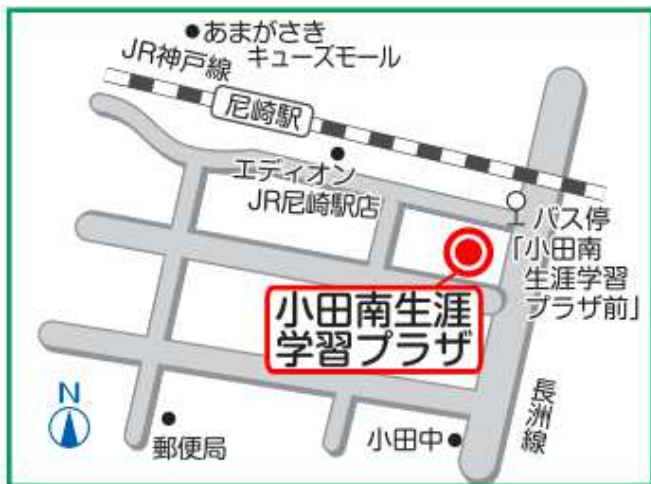 あまがさき
キューズモール
JR神戸線
尼崎駅
エディオン
JR尼崎駅店
バス停
「小田南
生涯学習
プラザ前」
小田南生涯
学習プラザ
長洲線
N
郵便局
小田中